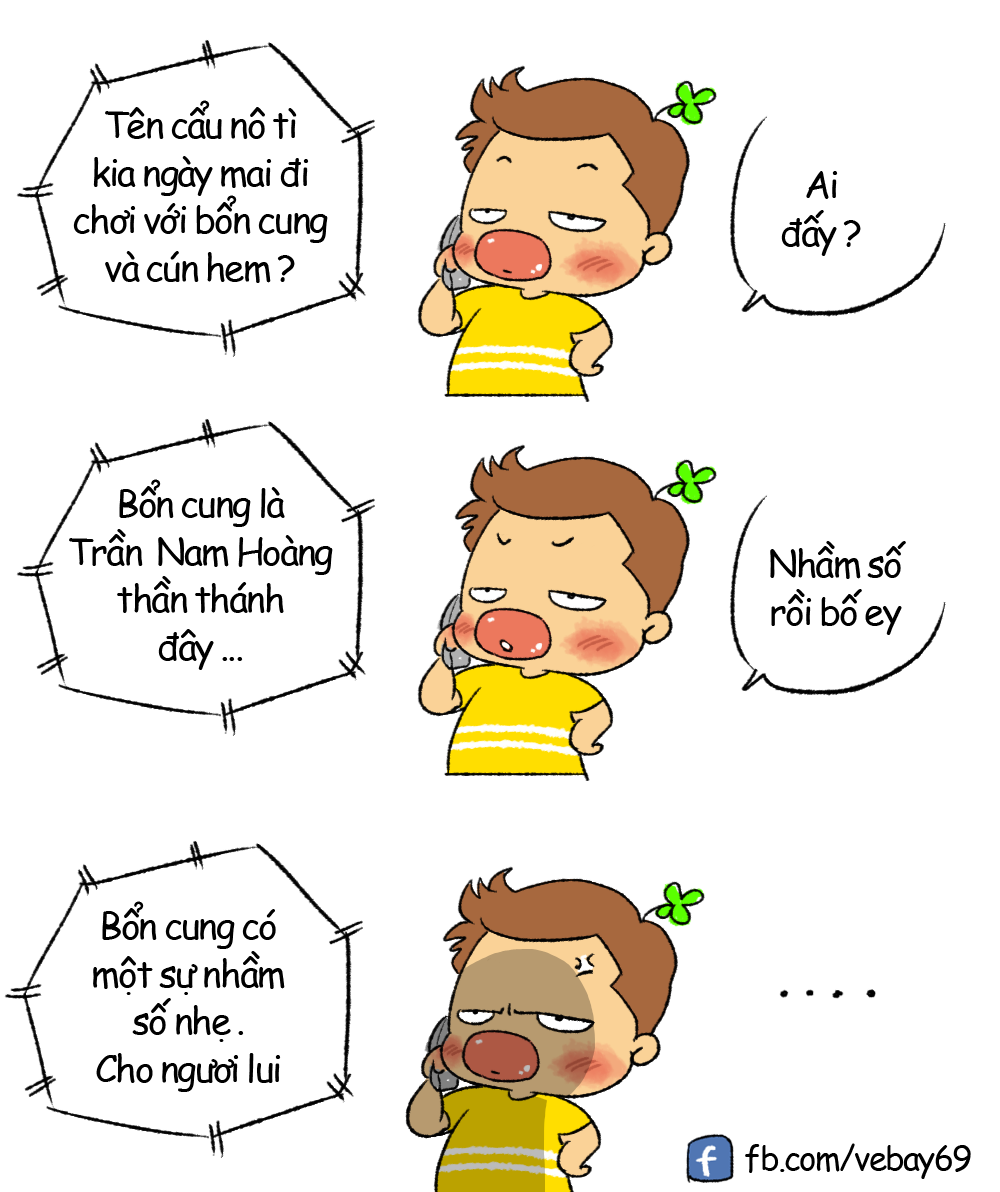 Tên cẩu nô tì
kia ngày mai đi
chơi với bổn cung
và cún hem ?
Ai
đấy ?
Bổn cung là
Trần Nam Hoàng
thần thánh
đây ...
Nhầm số
rồi bố ey
Bổn cung có
một sự nhầm
số nhẹ .
Cho ngươi lui
. . . .
f fb.com/vebay69